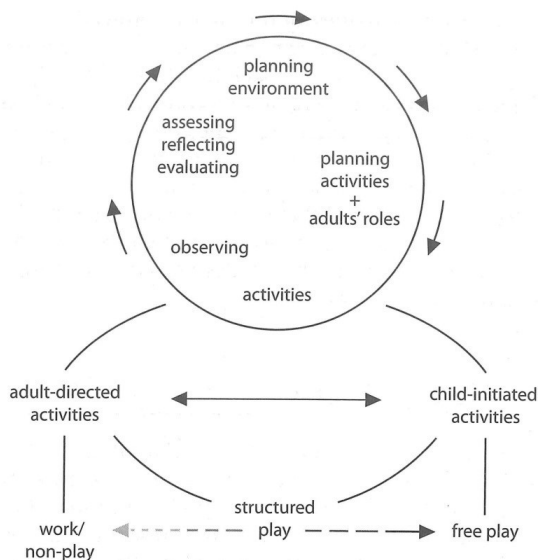 planning
environment
assessing
reflecting
evaluating
planning
activities
+
adults' roles
observing
activities
adult-directed
activities
child-initiated
activities
structured
play
work/
non-play
free play